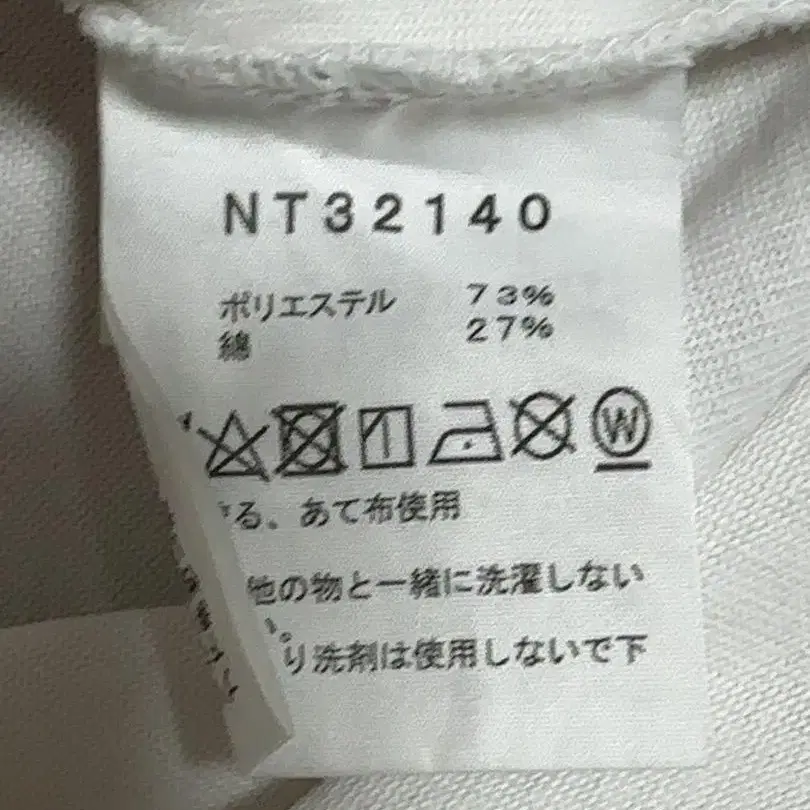 NT32140
ポリエステル 73%
綿 27%
W
る、あて布使用
他の物と一緒に洗濯しない
い。
り洗剤は使用しないで下